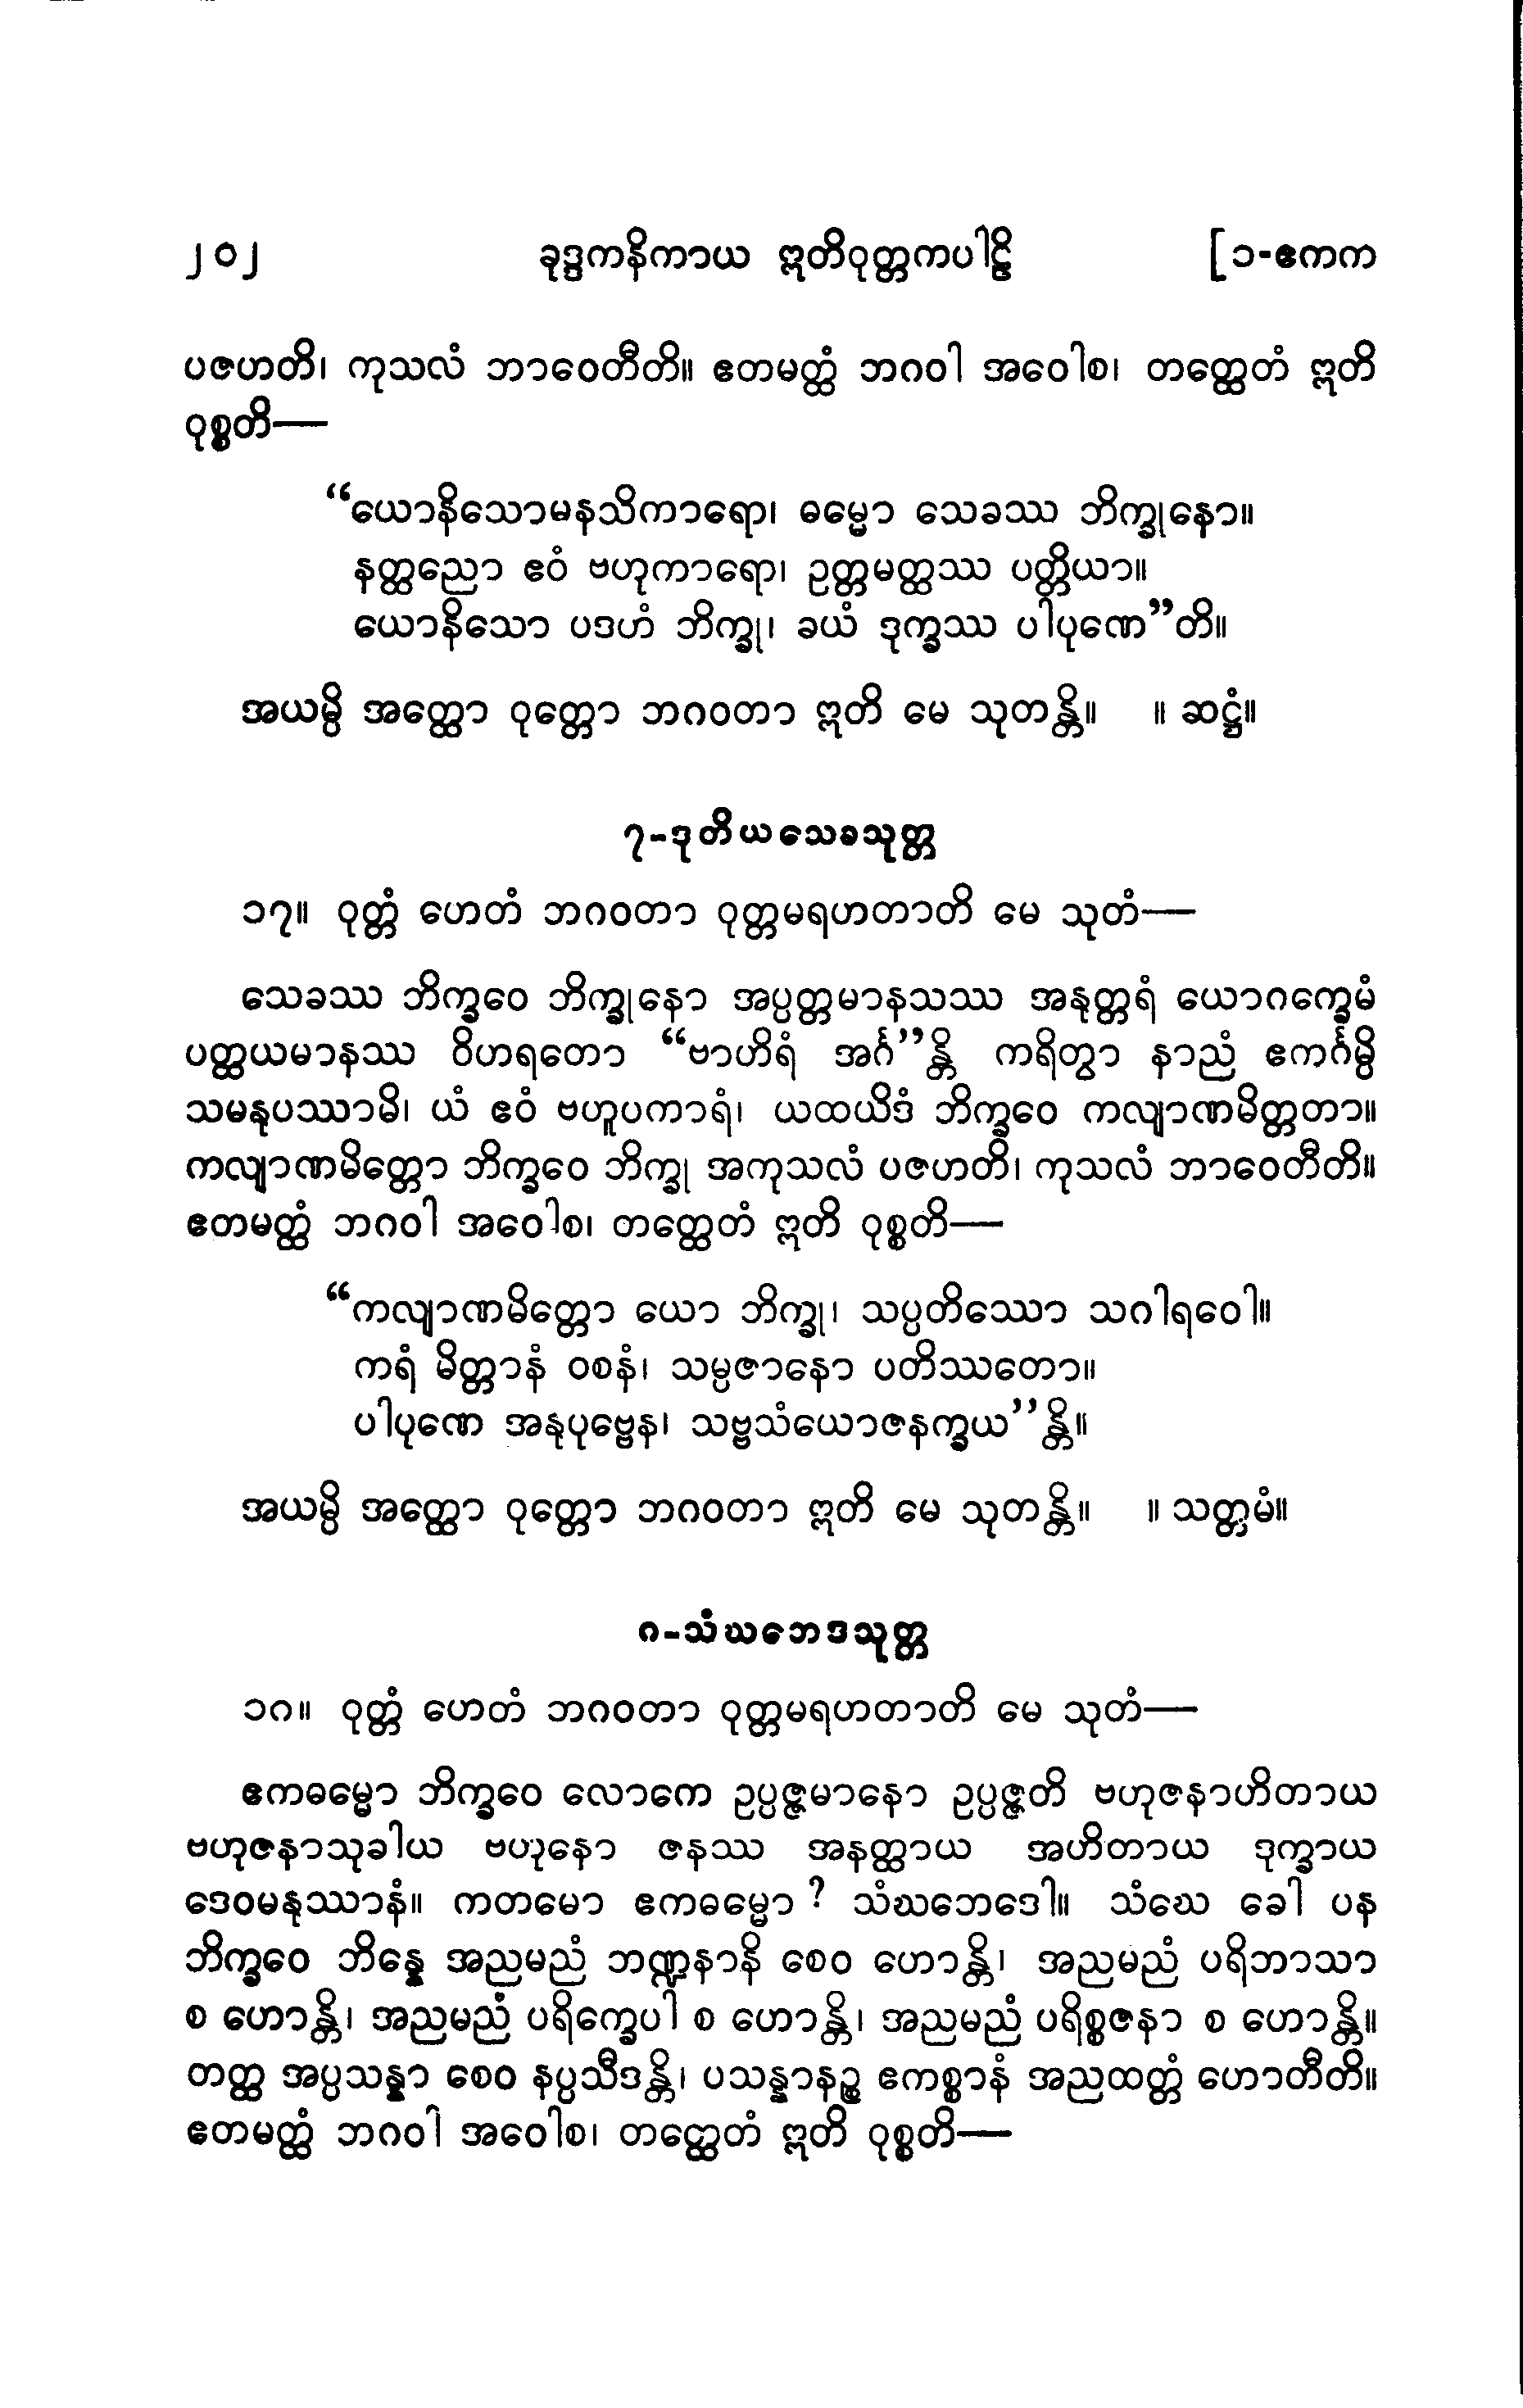 ၂၀၂ ခုဒ္ဒကနိကာယ ဣတိဝုတ္တကပါဠိ [၁-ဧကက
ပဇဟတိ၊ ကုသလံ ဘာဝေတီတိ။ ဧတမတ္ထံ ဘဂဝါ အဝေါစ၊ တတ္ထေတံ ဣတိ
ဝုစ္စတိ—
“ယောနိသောမနသိကာရော၊ ဓမ္မော သေခဿ ဘိက္ခုနော။
နတ္ထညော ဧဝံ ဗဟုကာရော၊ ဥတ္တမတ္ထဿ ပတ္တိယာ။
ယောနိသော ပဒဟံ ဘိက္ခု၊ ခယံ ဒုက္ခဿ ပါပုဏေ”တိ။
အယမ္ပိ အတ္ထော ဝုတ္တော ဘဂဝတာ ဣတိ မေ သုတန္တိ။ ။ ဆဋ္ဌံ။
၇-ဒုတိယသေခသုတ္တ
၁၇။ ဝုတ္တံ ဟေတံ ဘဂဝတာ ဝုတ္တမရဟတာတိ မေ သုတံ—
သေခဿ ဘိက္ခဝေ ဘိက္ခုနော အပ္ပတ္တမာနသဿ အနုတ္တရံ ယောဂက္ခေမံ
ပတ္ထယမာနဿ ဝိဟရတော “ဗာဟိရံ အင်္ဂ”န္တိ ကရိတွာ နာညံ ဧကင်္ဂမ္ပိ
သမနုပဿာမိ၊ ယံ ဧဝံ ဗဟူပကာရံ၊ ယထယိဒံ ဘိက္ခဝေ ကလျာဏမိတ္တတာ။
ကလျာဏမိတ္တော ဘိက္ခဝေ ဘိက္ခု အကုသလံ ပဇဟတိ၊ ကုသလံ ဘာဝေတီတိ။
ဧတမတ္ထံ ဘဂဝါ အဝေါစ၊ တတ္ထေတံ ဣတိ ဝုစ္စတိ—
“ကလျာဏမိတ္တော ယော ဘိက္ခု၊ သပ္ပတိဿော သဂါရဝေါ။
ကရံ မိတ္တာနံ ဝစနံ၊ သမ္ပဇာနော ပတိဿတော။
ပါပုဏေ အနုပုဗ္ဗေန၊ သဗ္ဗသံယောဇနက္ခယ’’န္တိ။
အယမ္ပိ အတ္ထော ဝုတ္တော ဘဂဝတာ ဣတိ မေ သုတန္တိ။ ။ သတ္တမံ။
၈-သံဃဘေဒသုတ္တ
၁၈။ ဝုတ္တံ ဟေတံ ဘဂဝတာ ဝုတ္တမရဟတာတိ မေ သုတံ—
ဧကဓမ္မော ဘိက္ခဝေ လောကေ ဥပ္ပဇ္ဇမာနော ဥပ္ပဇ္ဇတိ ဗဟုဇနာဟိတာယ
ဗဟုဇနာသုခါယ ဗဟုနော ဇနဿ အနတ္ထာယ အဟိတာယ ဒုက္ခာယ
ဒေဝမနုဿာနံ။ ကတမော ဧကဓမ္မော ? သံဃဘေဒေါ။ သံဃေ ခေါ ပန
ဘိက္ခဝေ ဘိန္နေ အညမညံ ဘဏ္ဍနာနိ စေဝ ဟောန္တိ၊ အညမညံ ပရိဘာသာ
စ ဟောန္တိ၊ အညမညံ ပရိက္ခေပါ စ ဟောန္တိ၊ အညမညံ ပရိစ္စဇနာ စ ဟောန္တိ။
တတ္ထ အပ္ပသန္နာ စေဝ နပ္ပသီဒန္တိ၊ ပသန္နာနဉ္စ ဧကစ္စာနံ အညထတ္တံ ဟောတီတိ။
ဧတမတ္ထံ ဘဂဝါ အဝေါစ၊ တတ္ထေတံ ဣတိ ဝုစ္စတိ—